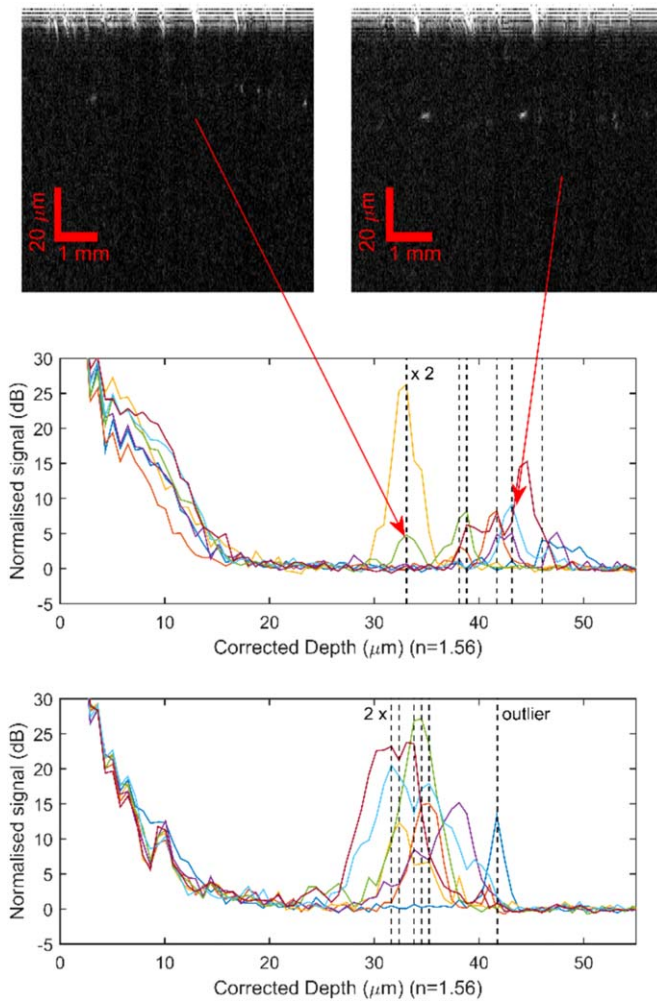 20 μm
1 mm
20 μm
1 mm
30
25
20
15
10
5
0
-5
Normalised signal (dB)
x 2
0 10 20 30 40 50
Corrected Depth (μm) (n=1.56)
30
25
20
15
10
5
0
-5
Normalised signal (dB)
2 x
outlier
0 10 20 30 40 50
Corrected Depth (μm) (n=1.56)